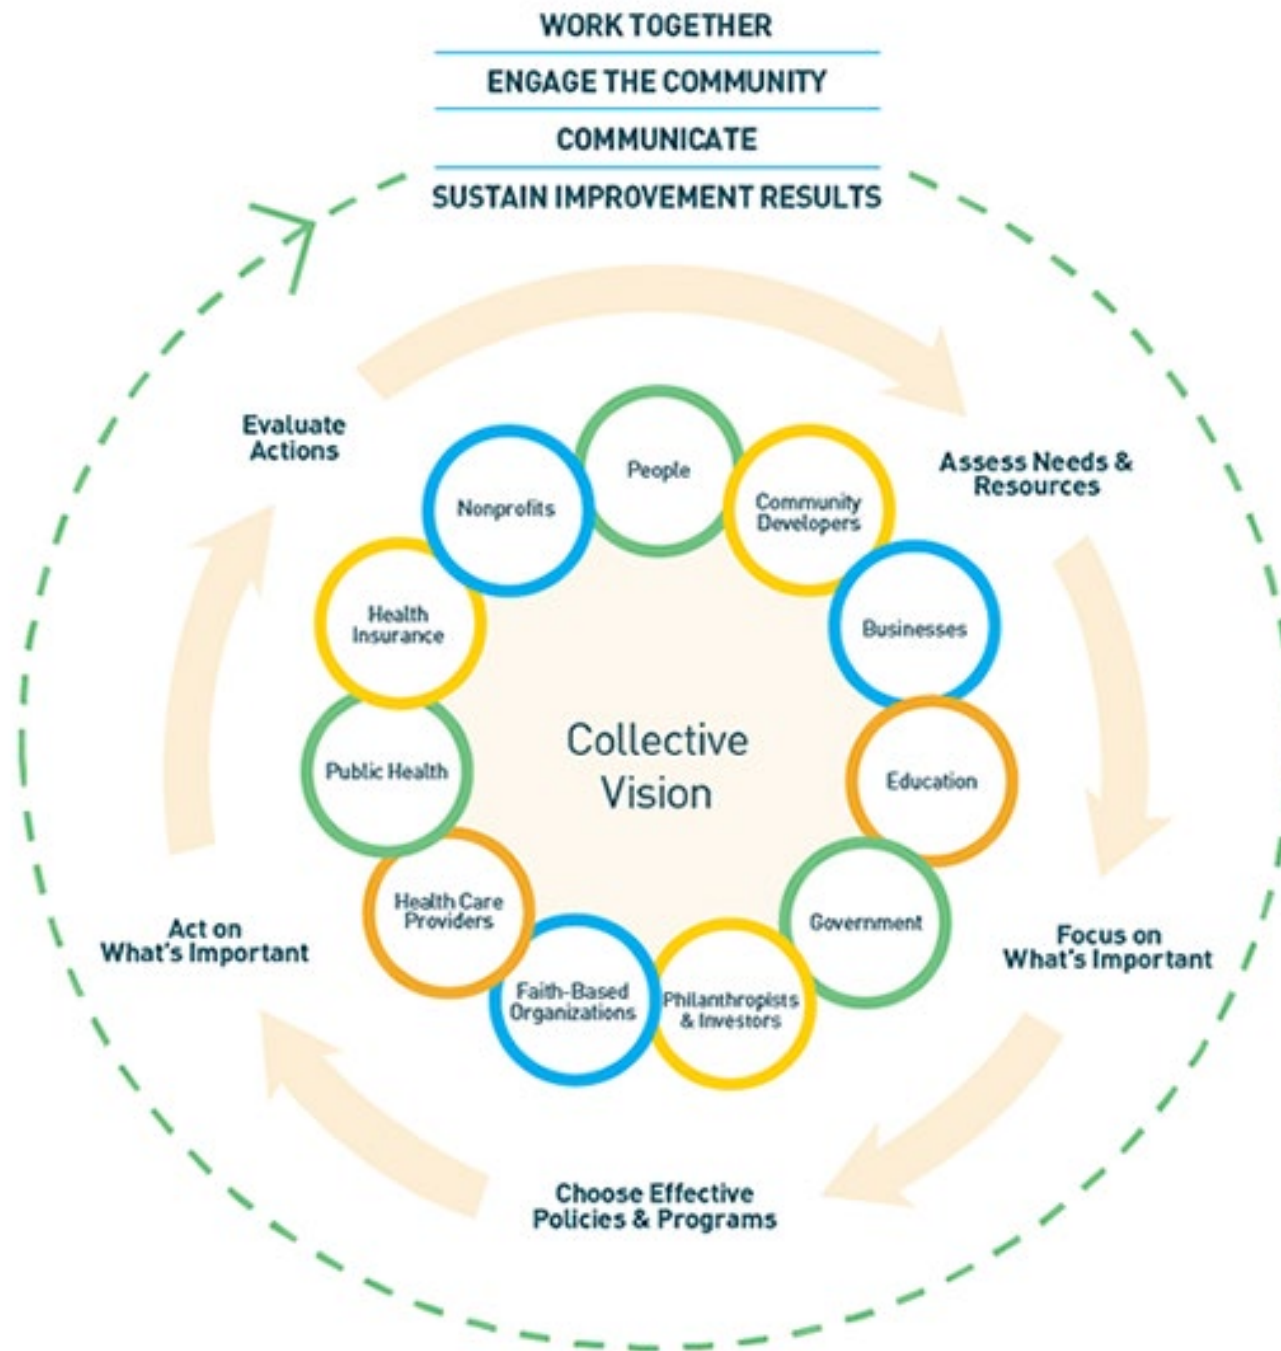 WORK TOGETHER
ENGAGE THE COMMUNITY
COMMUNICATE
SUSTAIN IMPROVEMENT RESULTS
Evaluate
Actions
Assess Needs &
Resources
People
Nonprofits
Community
Developers
Health
Insurance
Businesses
Collective
Vision
Public Health
Education
Health Care
Providers
Government
Faith-Based
Organizations
Philanthropists
& Investors
Act on
What's Important
Focus on
What's Important
Choose Effective
Policies & Programs